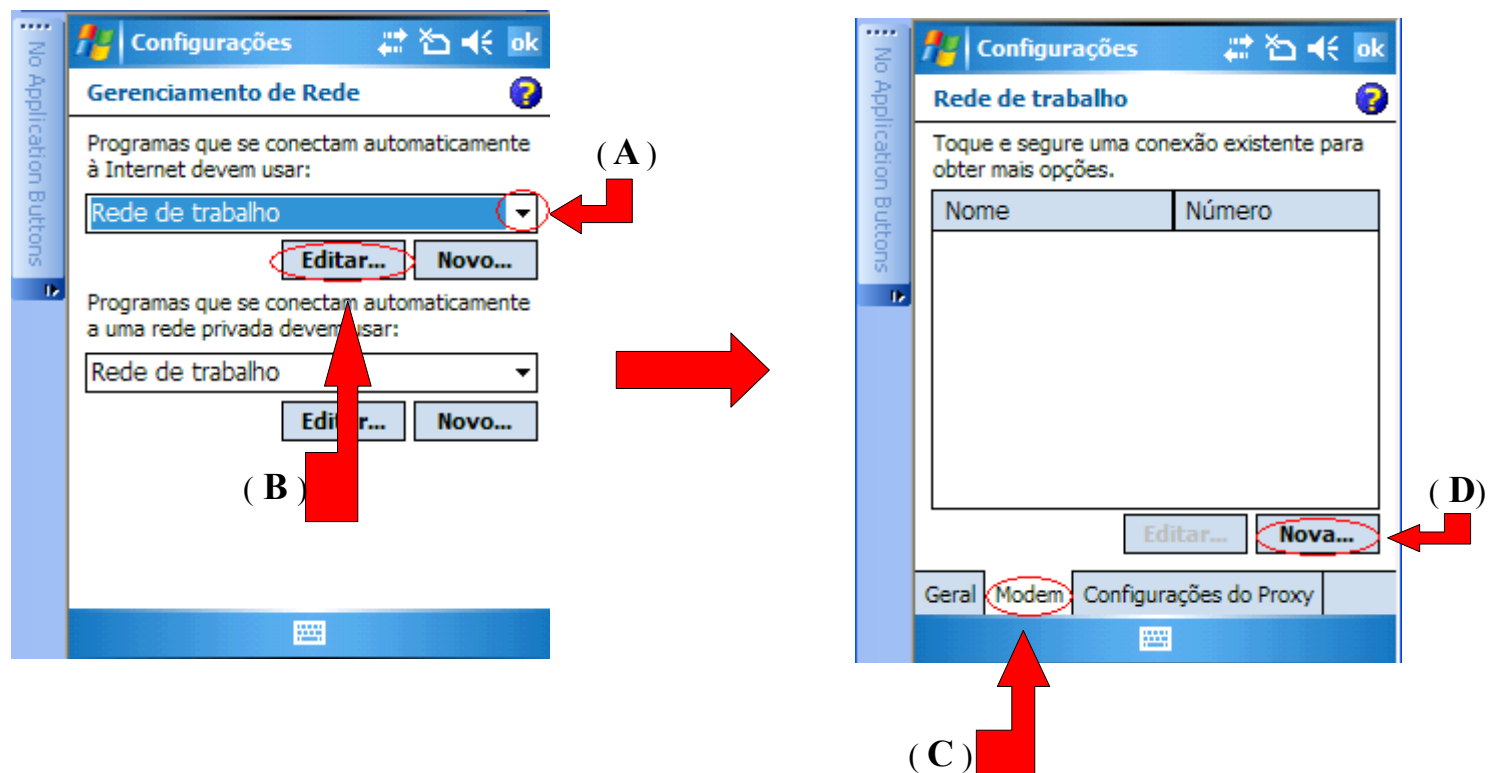 No Application Buttons
Configurações
ok
Gerenciamento de Rede
Programas que se conectam automaticamente
à Internet devem usar:
Rede de trabalho
Editar... Novo...
Programas que se conectam automaticamente
a uma rede privada devem usar:
Rede de trabalho
Editar... Novo...
( A )
( B )
No Application Buttons
Configurações
ok
Rede de trabalho
Toque e segure uma conexão existente para
obter mais opções.
Nome Número
Editar... Nova...
Geral Modem Configurações do Proxy
( D)
( C )